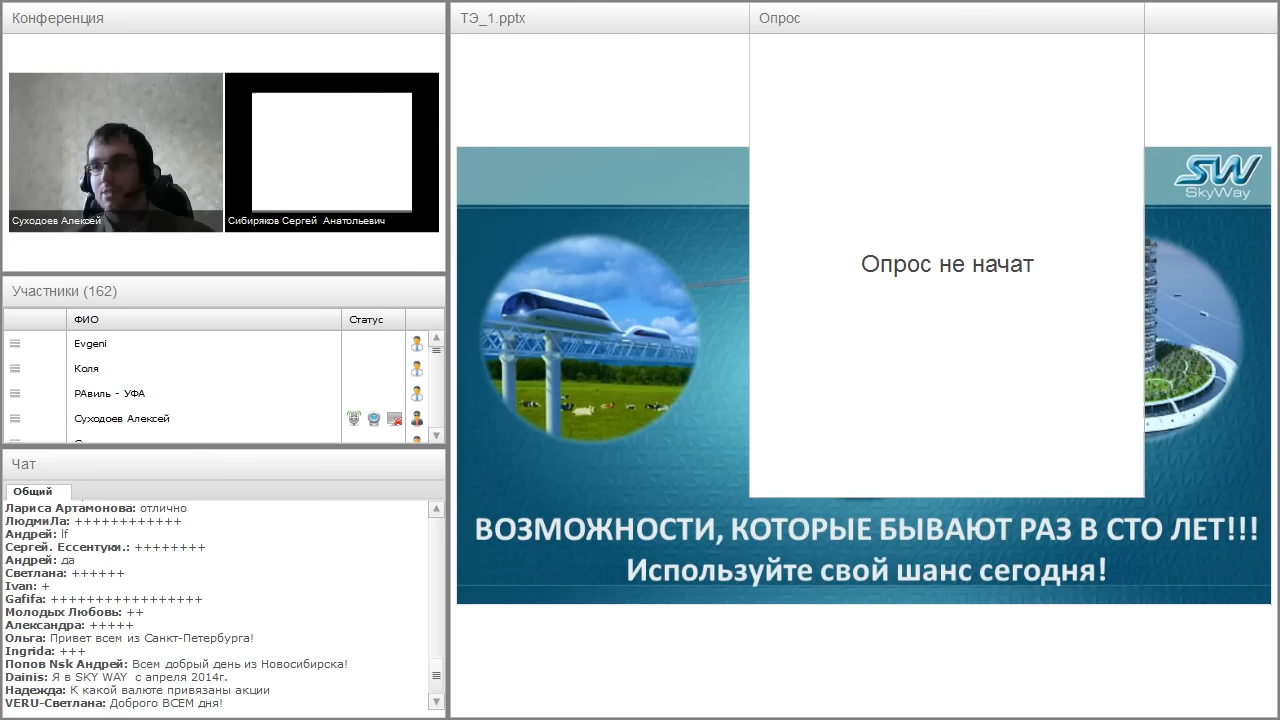 Конференция
Суходоев Алексей
Сибиряков Сергей Анатольевич
Участники (162)
ФИО
Статус
Evgeni
Коля
РАвиль - УФА
Суходоев Алексей
Чат
Общий
Лариса Артамонова: отлично
ЛюдмиЛа: ++++++++++++
Андрей: lf
Сергей. Ессентуки.: ++++++++
Андрей: да
Светлана: ++++++
Ivan: +
Gafifa: +++++++++++++++++
Молодых Любовь: ++
Александра: +++++
Ольга: Привет всем из Санкт-Петербурга!
Ingrida: +++
Попов Nsk Андрей: Всем добрый день из Новосибирска!
Dainis: Я в SKY WAY с апреля 2014г.
Надежда: К какой валюте привязаны акции
VERU-Светлана: Доброго ВСЕМ дня!
ТЭ_1.pptx
Опрос
Опрос не начат
SW
SkyWay
ВОЗМОЖНОСТИ, КОТОРЫЕ БЫВАЮТ РАЗ В СТО ЛЕТ!!!
Используйте свой шанс сегодня!